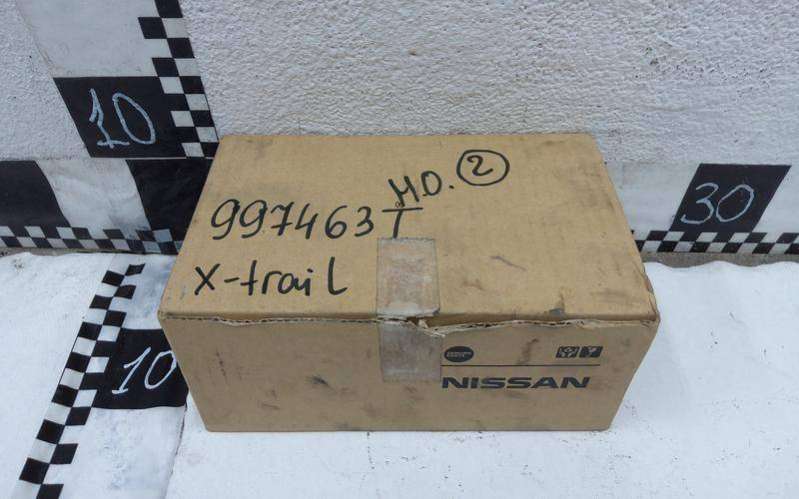 10
30
м.О. 2
997463T
X-trail
10
NISSAN